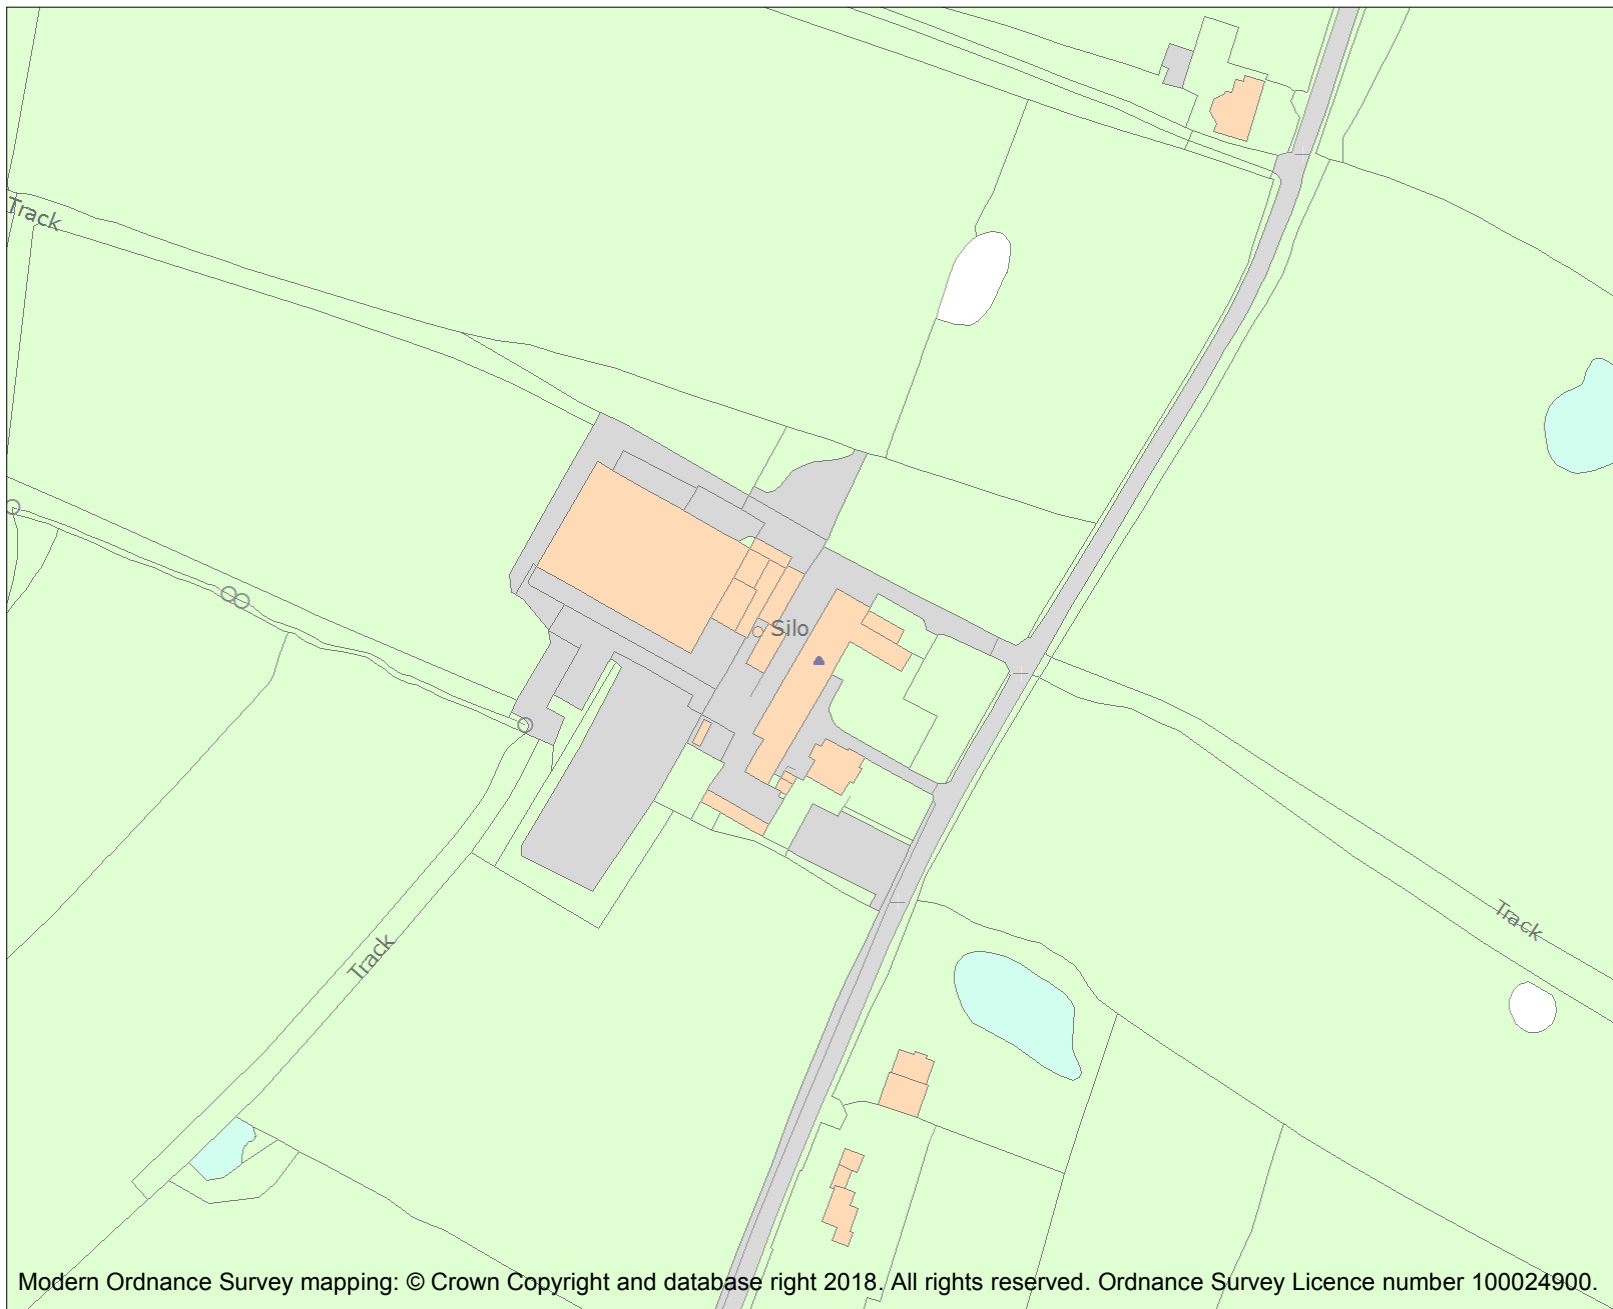 Track
Silo
Track
Track
Modern Ordnance Survey mapping: © Crown Copyright and database right 2018. All rights reserved. Ordnance Survey Licence number 100024900.